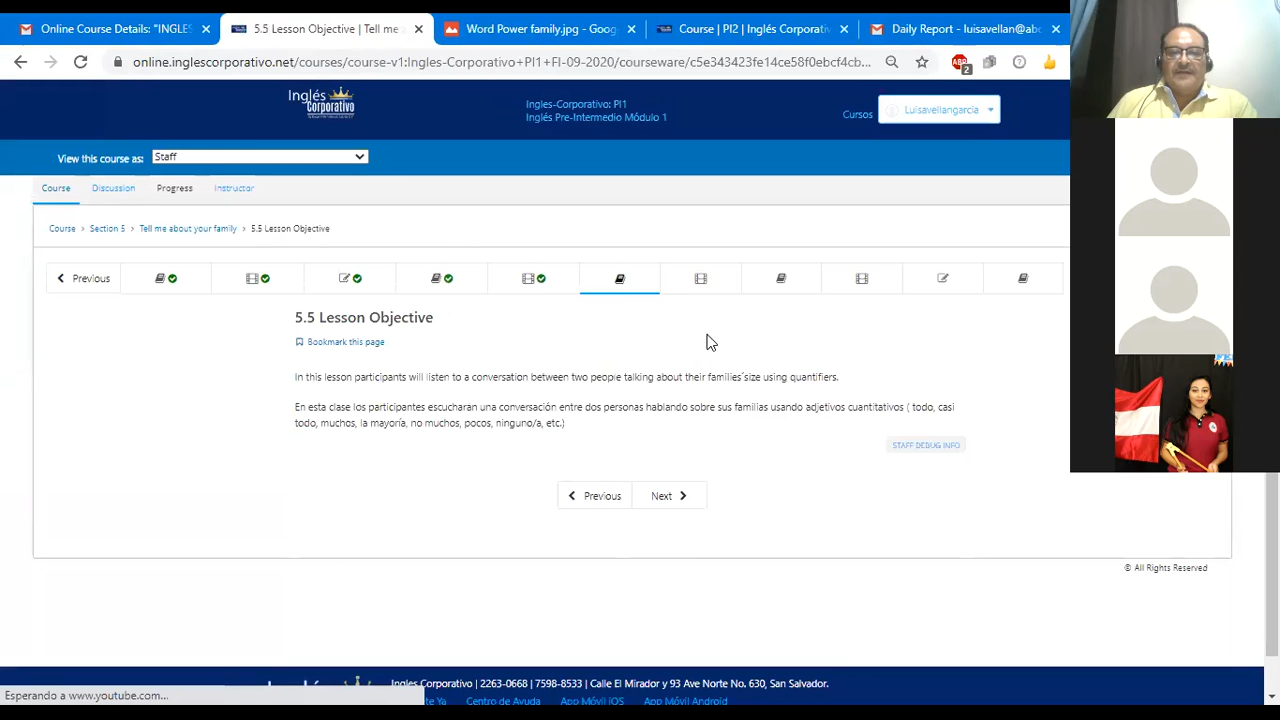 Online Course Details: "INGLES
5.5 Lesson Objective | Tell me
Word Power family.jpg - Goog
Course | PI2 | Inglés Corporativ
Daily Report - luisavellan@abc
online.inglescorporativo.net/courses/course-v1:Ingles-Corporativo+PI1+FI-09-2020/courseware/c5e343423fe14ce58f0ebcf4cb...
ABP
2
Inglés
Corporativo
Ingles-Corporativo: PI1
Inglés Pre-Intermedio Módulo 1
Cursos
Luisavellangarcia
View this course as:
Staff
Course
Discussion
Progress
Instructor
Course > Section 5 > Tell me about your family > 5.5 Lesson Objective
Previous
5.5 Lesson Objective
Bookmark this page
In this lesson participants will listen to a conversation between two people talking about their families´size using quantifiers.
En esta clase los participantes escucharan una conversación entre dos personas hablando sobre sus familias usando adjetivos cuantitativos ( todo, casi
todo, muchos, la mayoría, no muchos, pocos, ninguno/a, etc.)
STAFF DEBUG INFO
Previous
Next
© All Rights Reserved
Ingles Corporativo | 2263-0668 | 7598-8533 | Calle El Mirador y 93 Ave Norte No. 630, San Salvador.
Esperando a www.youtube.com...
te Ya
Centro de Ayuda
App Móvil iOS
App Móvil Android